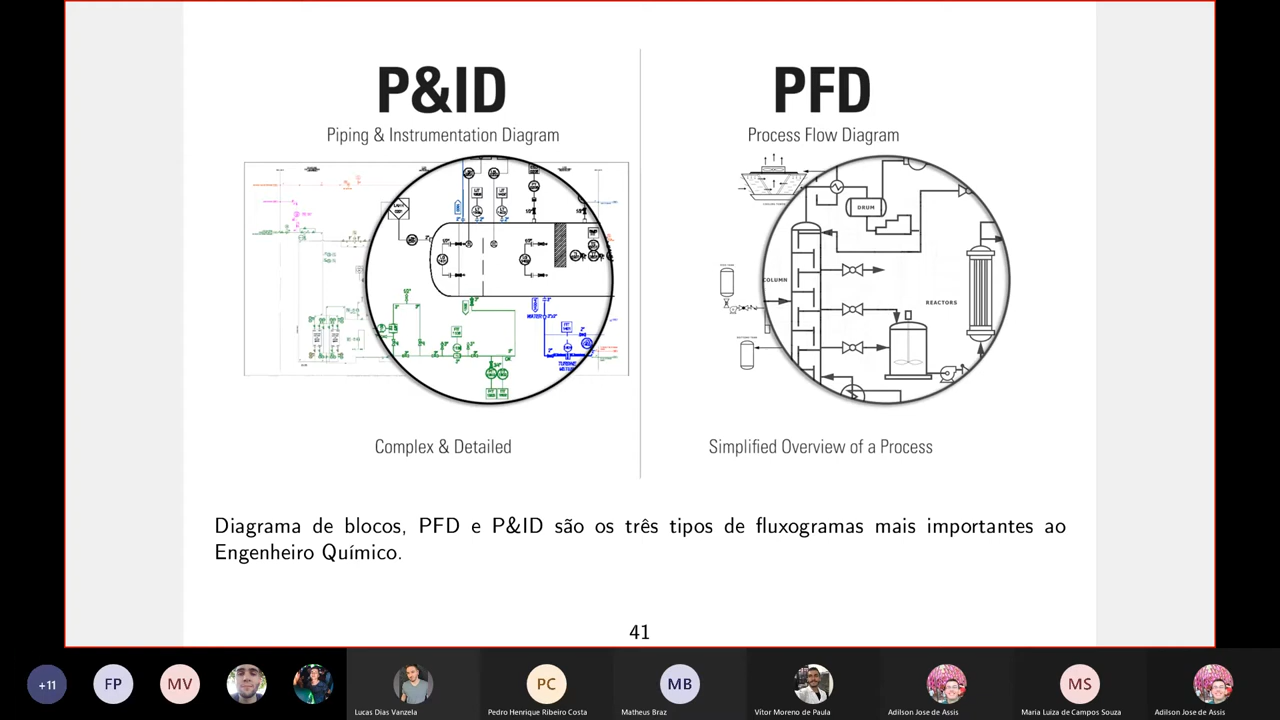 P&ID
Piping & Instrumentation Diagram
PFD
Process Flow Diagram
DRUM
COLUMN
REACTORS
WATER
Complex & Detailed
Simplified Overview of a Process
Diagrama de blocos, PFD e P&ID são os três tipos de fluxogramas mais importantes ao
Engenheiro Químico.
41
+11
FP
MV
Lucas Dias Vanzela
PC
Pedro Henrique Ribeiro Costa
MB
Matheus Braz
Vítor Moreno de Paula
Adilson Jose de Assis
MS
Maria Luiza de Campos Souza
Adilson Jose de Assis